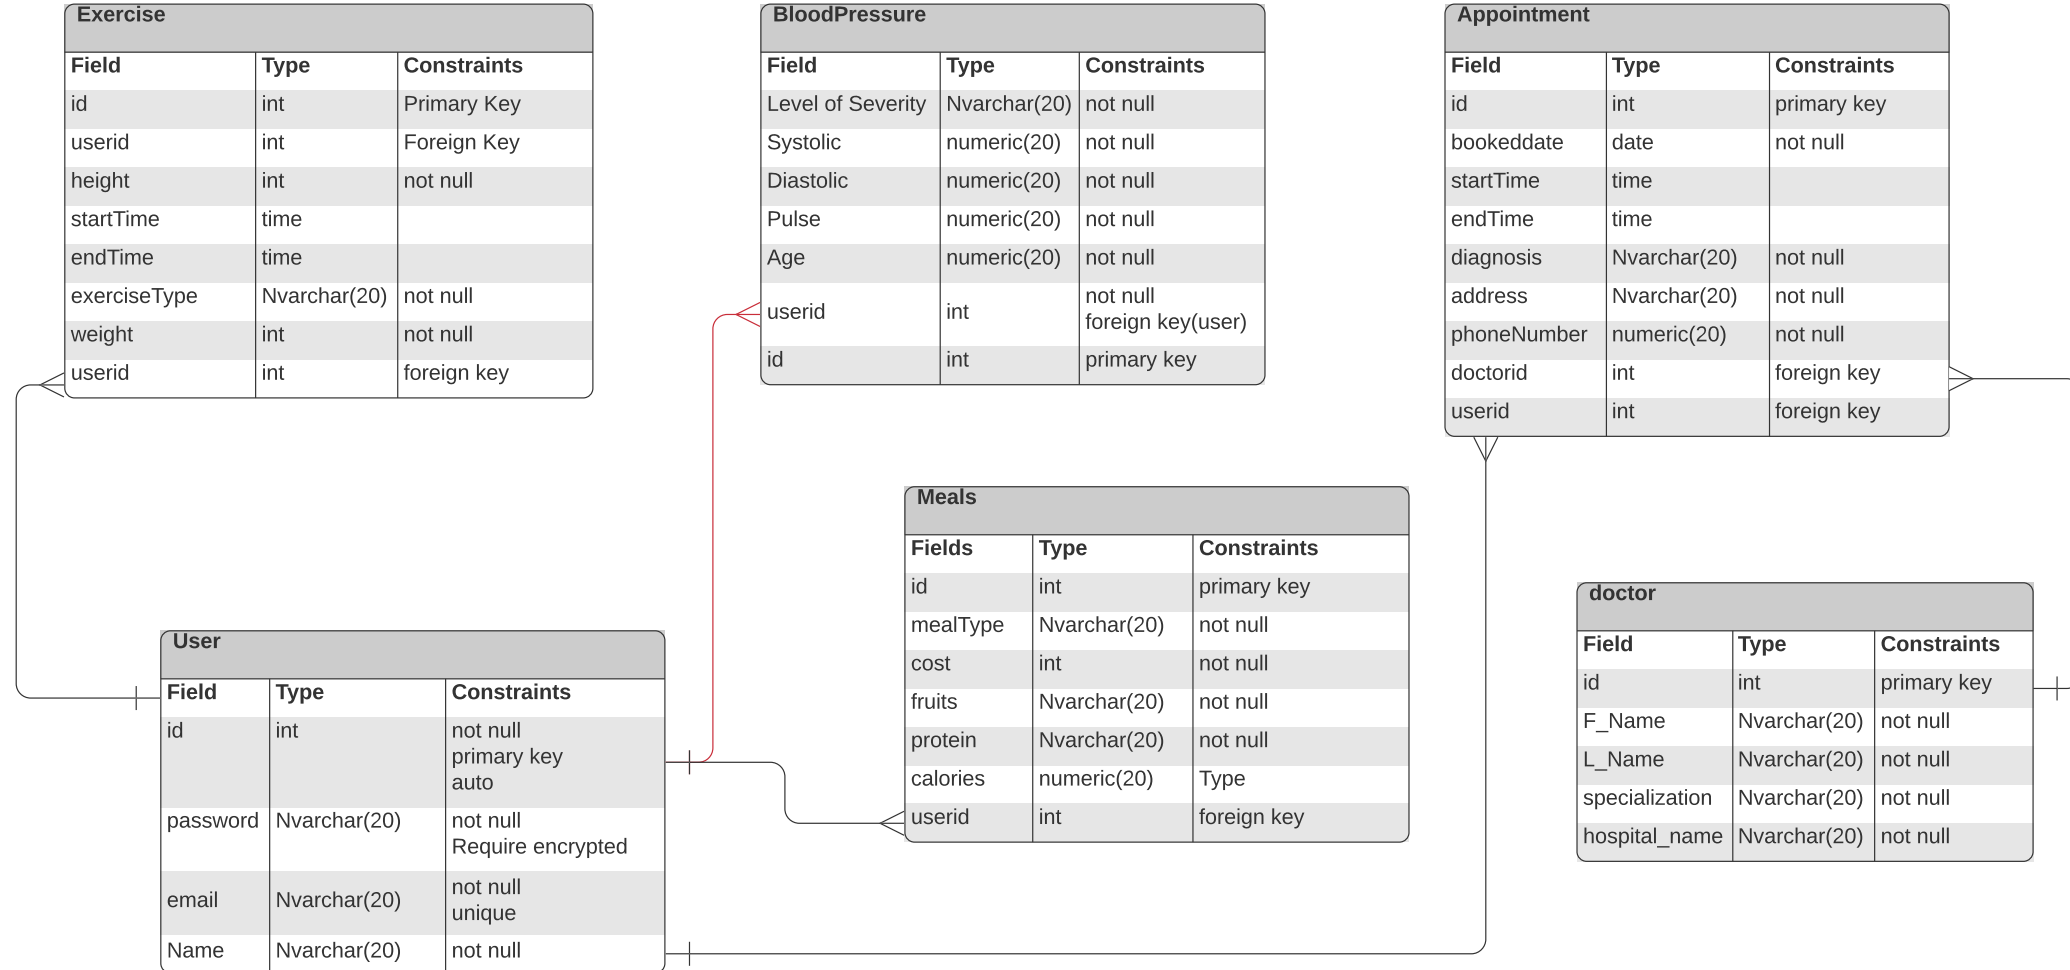 Exercise
Field Type Constraints
id int Primary Key
userid int Foreign Key
height int not null
startTime time
endTime time
exerciseType Nvarchar(20) not null
weight int not null
userid int foreign key
BloodPressure
Field Type Constraints
Level of Severity Nvarchar(20) not null
Systolic numeric(20) not null
Diastolic numeric(20) not null
Pulse numeric(20) not null
Age numeric(20) not null
userid int not null
foreign key(user)
id int primary key
Appointment
Field Type Constraints
id int primary key
bookeddate date not null
startTime time
endTime time
diagnosis Nvarchar(20) not null
address Nvarchar(20) not null
phoneNumber numeric(20) not null
doctorid int foreign key
userid int foreign key
Meals
Fields Type Constraints
id int primary key
mealType Nvarchar(20) not null
cost int not null
fruits Nvarchar(20) not null
protein Nvarchar(20) not null
calories numeric(20) Type
userid int foreign key
doctor
Field Type Constraints
id int primary key
F_Name Nvarchar(20) not null
L_Name Nvarchar(20) not null
specialization Nvarchar(20) not null
hospital_name Nvarchar(20) not null
User
Field Type Constraints
id int not null
primary key
auto
password Nvarchar(20) not null
Require encrypted
email Nvarchar(20) not null
unique
Name Nvarchar(20) not null